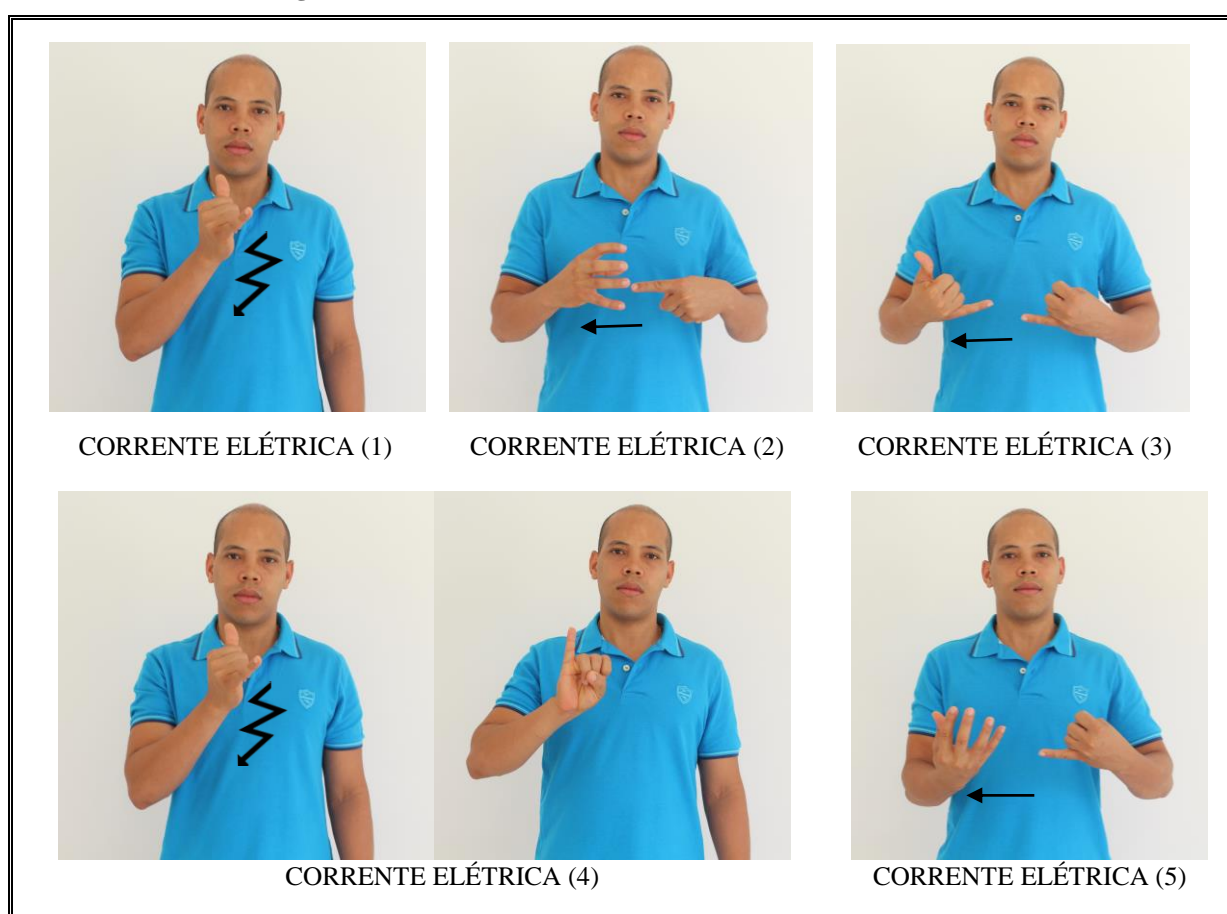 CORRENTE ELÉTRICA (1)
CORRENTE ELÉTRICA (2)
CORRENTE ELÉTRICA (3)
CORRENTE ELÉTRICA (4)
CORRENTE ELÉTRICA (5)